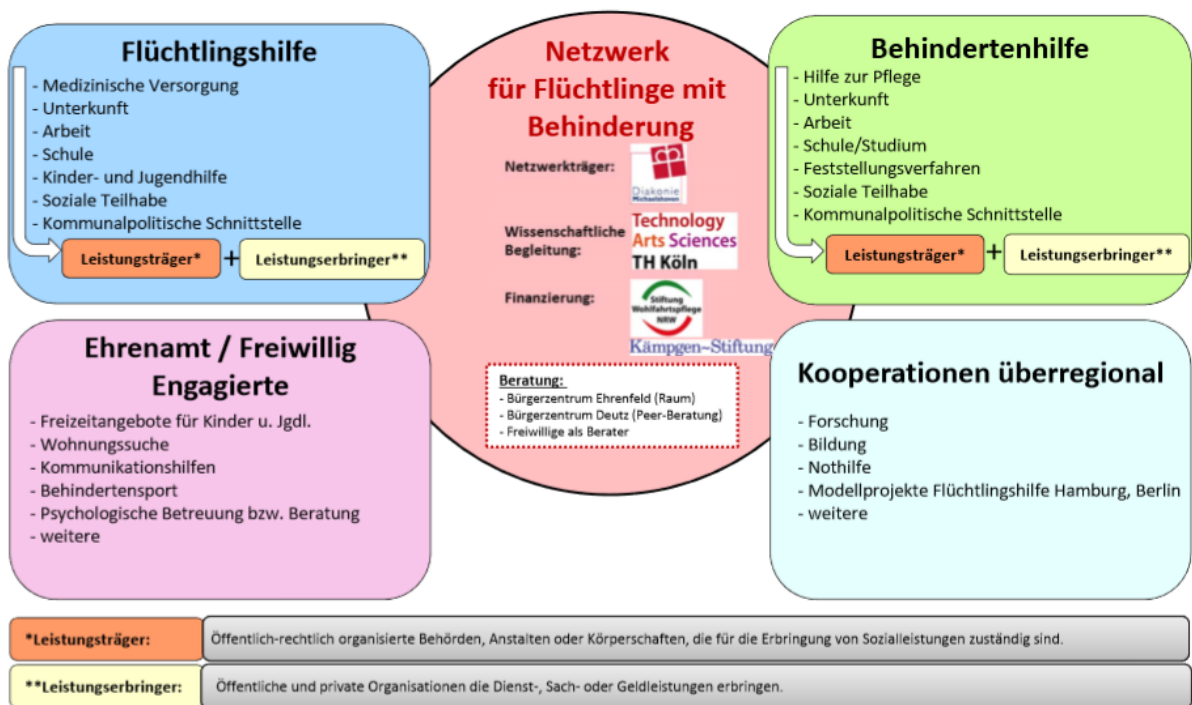 Flüchtlingshilfe
- Medizinische Versorgung
- Unterkunft
- Arbeit
- Schule
- Kinder- und Jugendhilfe
- Soziale Teilhabe
- Kommunalpolitische Schnittstelle
Leistungsträger* + Leistungserbringer**
Netzwerk
für Flüchtlinge mit
Behinderung
Netzwerkträger:
Diakonie
Michaelshoven
Wissenschaftliche
Begleitung:
Technology
Arts Sciences
TH Köln
Finanzierung:
Stiftung
Wohlfahrtspflege
NRW
Kämpgen~Stiftung
Beratung:
- Bürgerzentrum Ehrenfeld (Raum)
- Bürgerzentrum Deutz (Peer-Beratung)
- Freiwillige als Berater
Behindertenhilfe
- Hilfe zur Pflege
- Unterkunft
- Arbeit
- Schule/Studium
- Feststellungsverfahren
- Soziale Teilhabe
- Kommunalpolitische Schnittstelle
Leistungsträger* + Leistungserbringer**
Ehrenamt / Freiwillig
Engagierte
- Freizeitangebote für Kinder u. Jgdl.
- Wohnungssuche
- Kommunikationshilfen
- Behindertensport
- Psychologische Betreuung bzw. Beratung
- weitere
Kooperationen überregional
- Forschung
- Bildung
- Nothilfe
- Modellprojekte Flüchtlingshilfe Hamburg, Berlin
- weitere
*Leistungsträger: Öffentlich-rechtlich organisierte Behörden, Anstalten oder Körperschaften, die für die Erbringung von Sozialleistungen zuständig sind.
**Leistungserbringer: Öffentliche und private Organisationen die Dienst-, Sach- oder Geldleistungen erbringen.